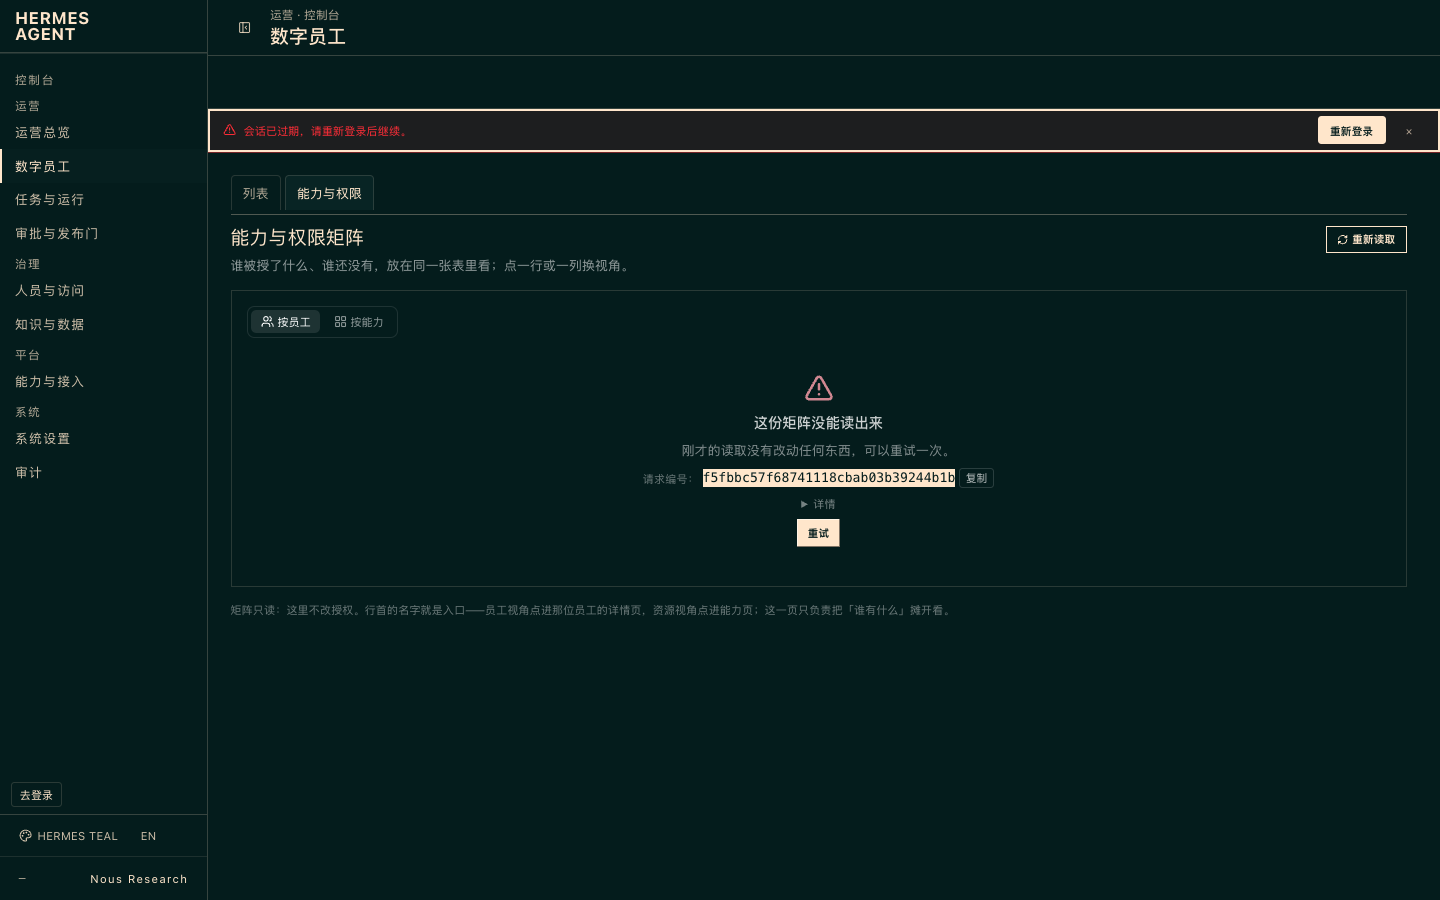 HERMES
AGENT
控制台
运营
运营总览
数字员工
任务与运行
审批与发布门
治理
人员与访问
知识与数据
平台
能力与接入
系统
系统设置
审计
去登录
HERMES TEAL EN
— Nous Research
运营 · 控制台
数字员工
会话已过期，请重新登录后继续。
重新登录 ×
列表 能力与权限
能力与权限矩阵
重新读取
谁被授了什么、谁还没有，放在同一张表里看；点一行或一列换视角。
按员工 按能力
这份矩阵没能读出来
刚才的读取没有改动任何东西，可以重试一次。
请求编号： f5fbbc57f68741118cbab03b39244b1b 复制
▶ 详情
重试
矩阵只读：这里不改授权。行首的名字就是入口——员工视角点进那位员工的详情页，资源视角点进能力页；这一页只负责把「谁有什么」摊开看。